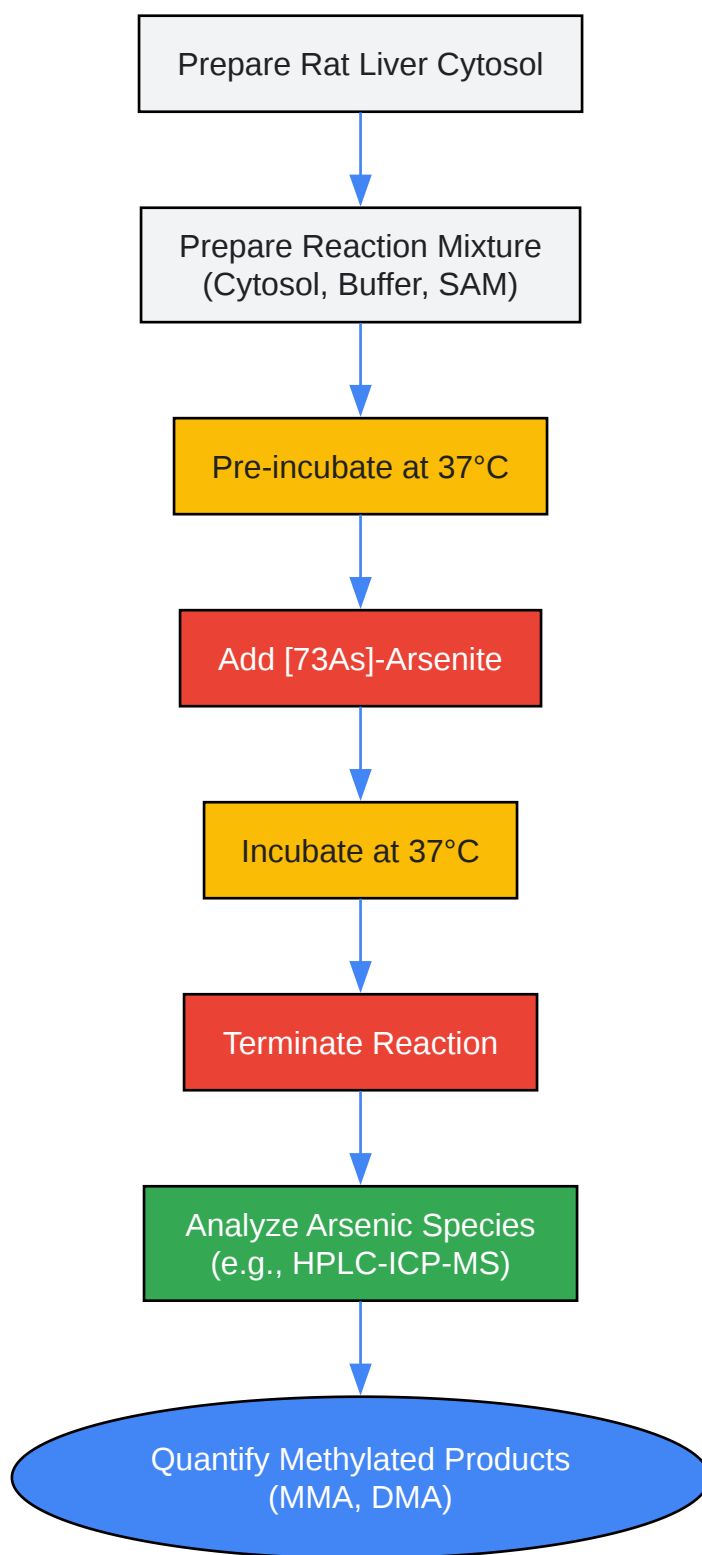 Prepare Rat Liver Cytosol
Prepare Reaction Mixture
(Cytosol, Buffer, SAM)
Pre-incubate at 37°C
Add [73As]-Arsenite
Incubate at 37°C
Terminate Reaction
Analyze Arsenic Species
(e.g., HPLC-ICP-MS)
Quantify Methylated Products
(MMA, DMA)